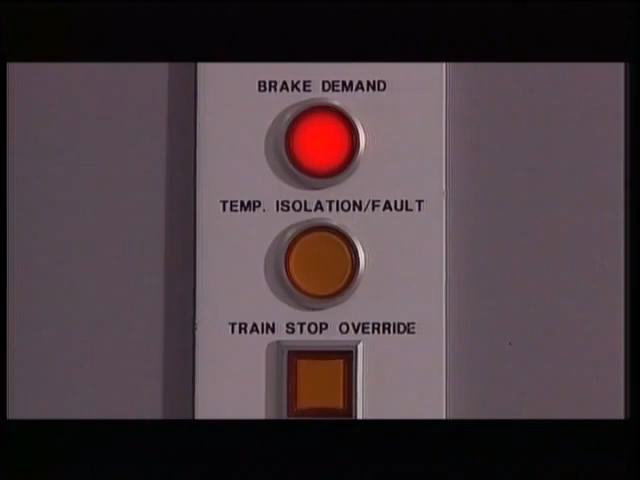 BRAKE DEMAND
TEMP. ISOLATION/FAULT
TRAIN STOP OVERRIDE